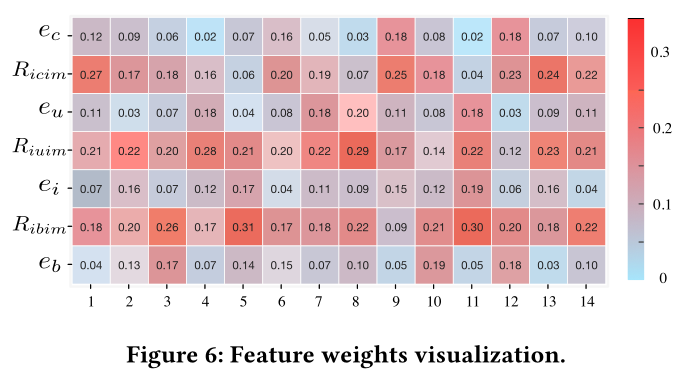 e_c 0.12 0.09 0.06 0.02 0.07 0.16 0.05 0.03 0.18 0.08 0.02 0.18 0.07 0.10
0.3
R_icim 0.27 0.17 0.18 0.16 0.06 0.20 0.19 0.07 0.25 0.18 0.04 0.23 0.24 0.22
e_u 0.11 0.03 0.07 0.18 0.04 0.08 0.18 0.20 0.11 0.08 0.18 0.03 0.09 0.11
0.2
R_iuim 0.21 0.22 0.20 0.28 0.21 0.20 0.22 0.29 0.17 0.14 0.22 0.12 0.23 0.21
e_i 0.07 0.16 0.07 0.12 0.17 0.04 0.11 0.09 0.15 0.12 0.19 0.06 0.16 0.04
0.1
R_ibim 0.18 0.20 0.26 0.17 0.31 0.17 0.18 0.22 0.09 0.21 0.30 0.20 0.18 0.22
e_b 0.04 0.13 0.17 0.07 0.14 0.15 0.07 0.10 0.05 0.19 0.05 0.18 0.03 0.10
0
1 2 3 4 5 6 7 8 9 10 11 12 13 14
Figure 6: Feature weights visualization.